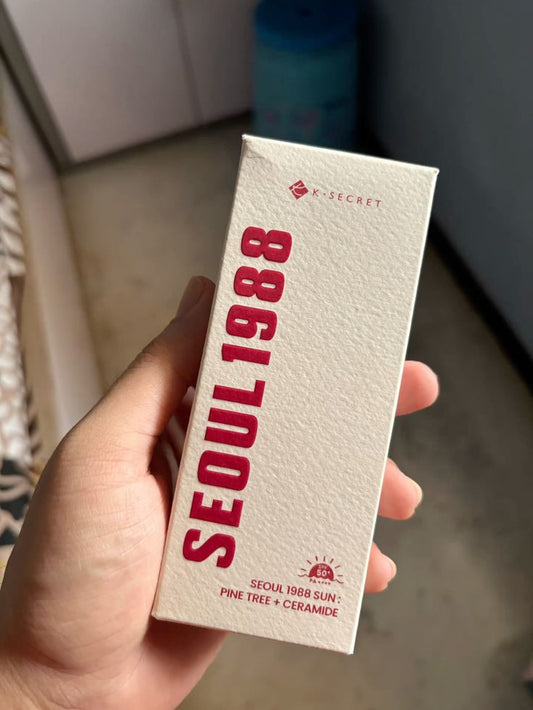 K·SECRET
SEOUL 1988
SPF
50+
PA++++
SEOUL 1988 SUN :
PINE TREE + CERAMIDE